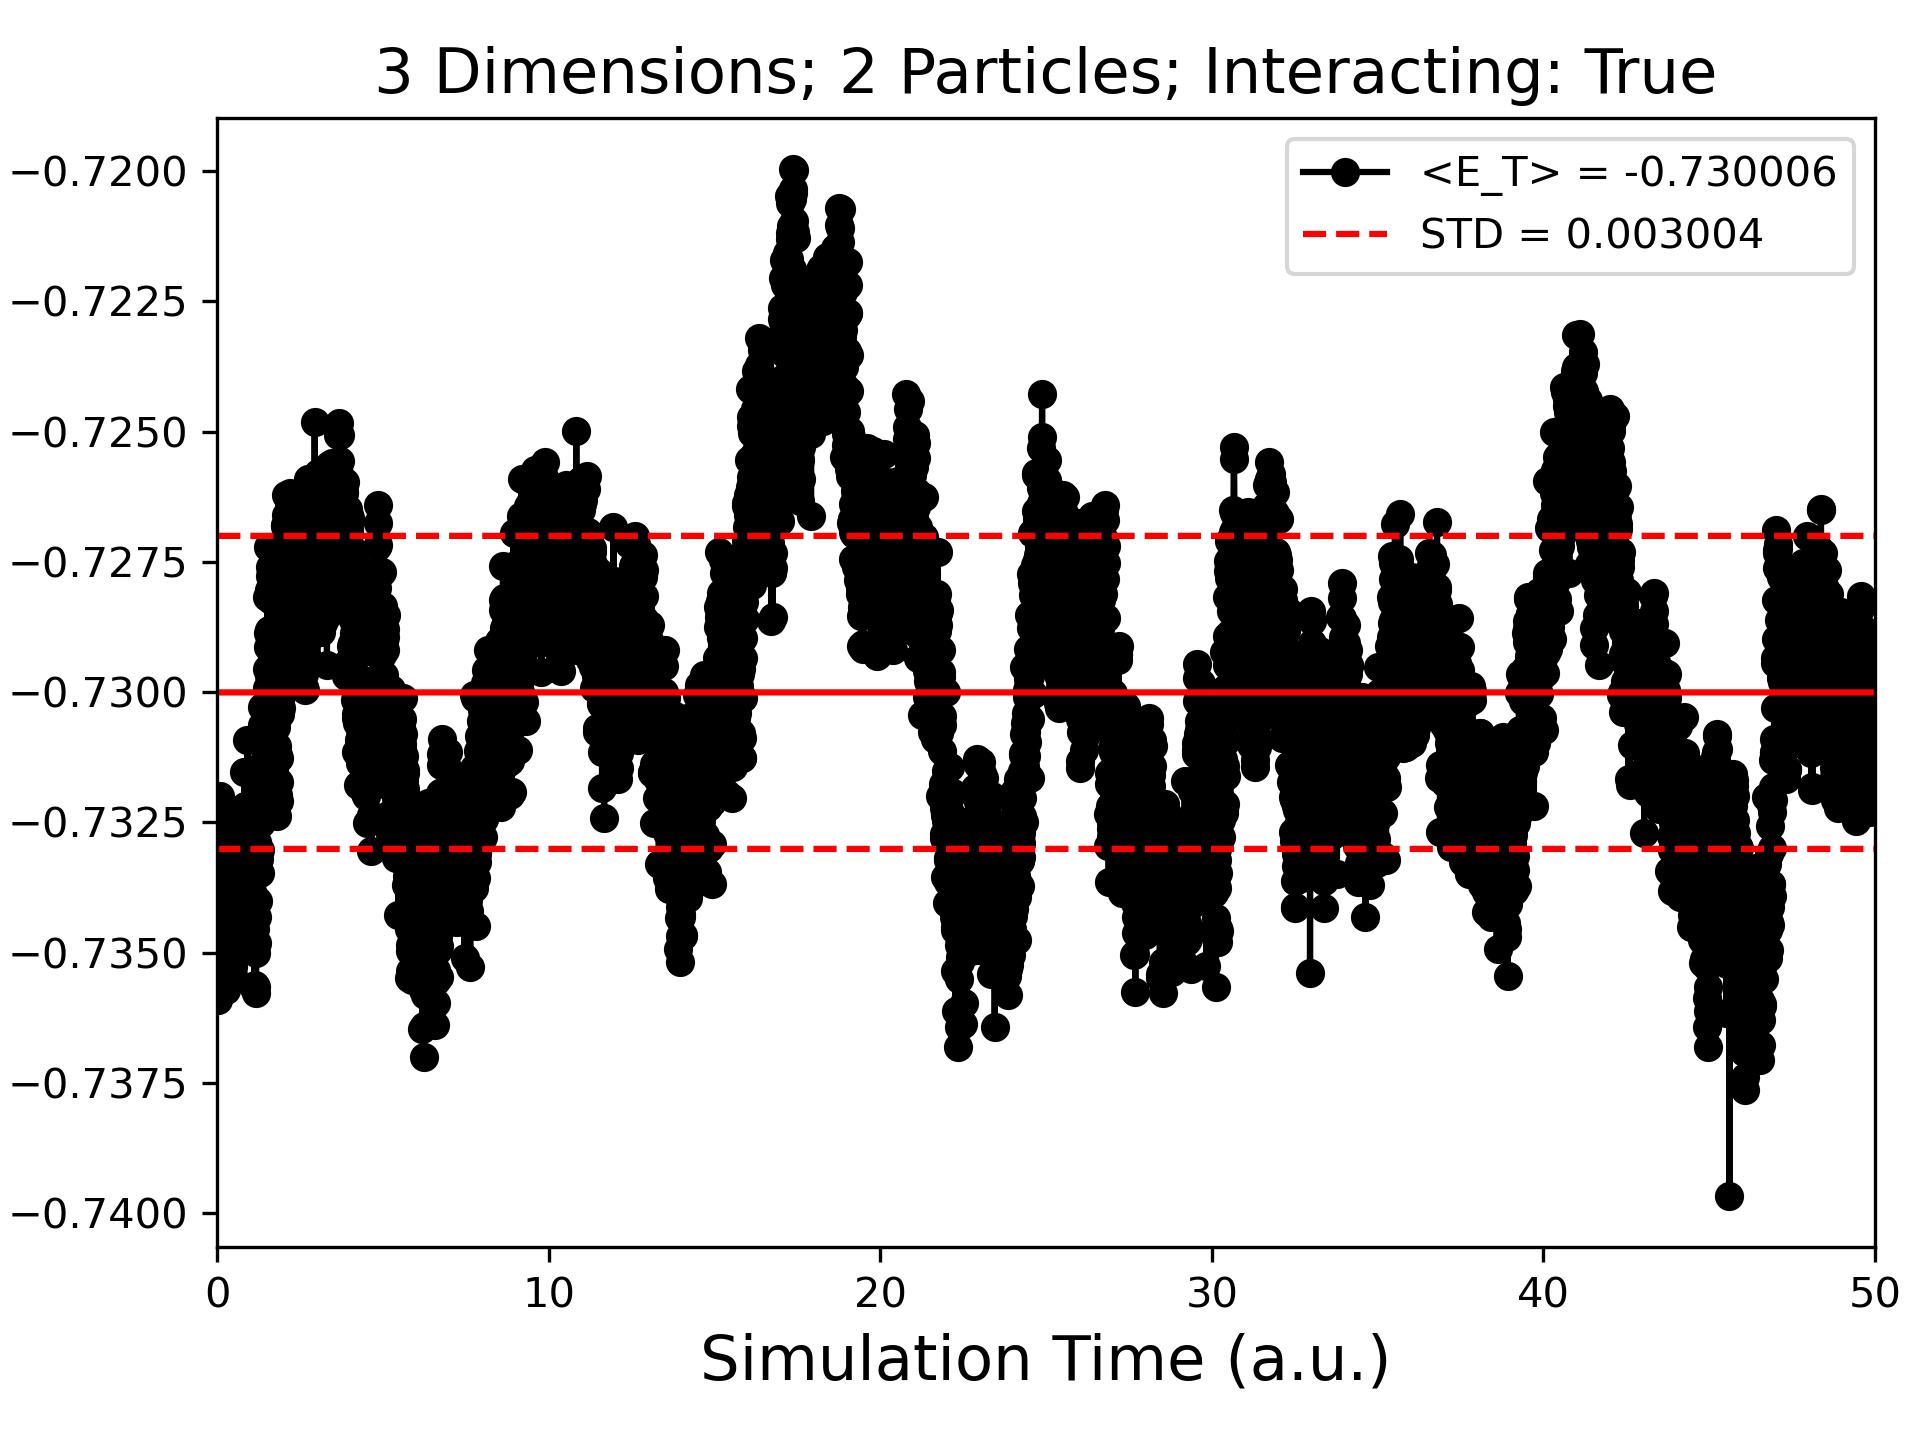 3 Dimensions; 2 Particles; Interacting: True
<E_T> = -0.730006
STD = 0.003004
−0.7200
−0.7225
−0.7250
−0.7275
−0.7300
−0.7325
−0.7350
−0.7375
−0.7400
0 10 20 30 40 50
Simulation Time (a.u.)